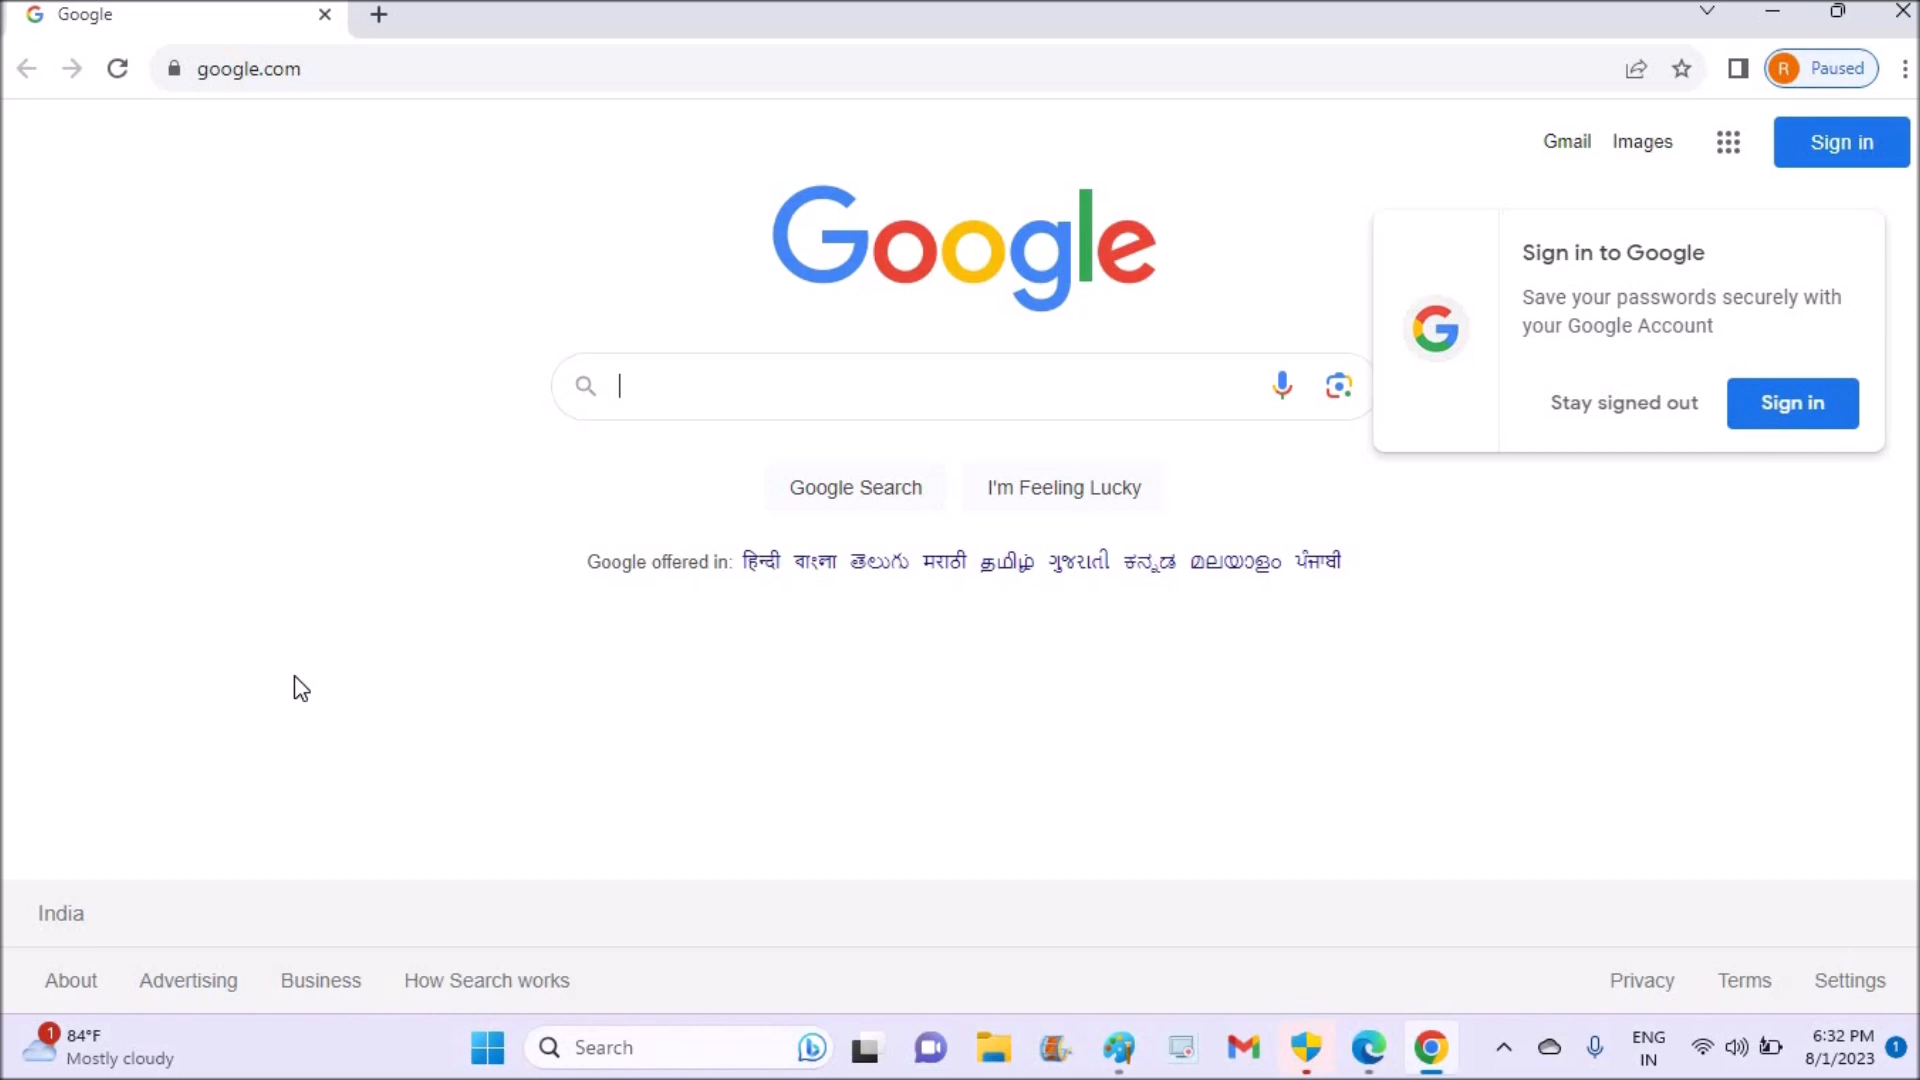 Google
google.com
Paused
R
Gmail Images Sign in
Google
Sign in to Google
Save your passwords securely with
your Google Account
Stay signed out Sign in
Google Search I'm Feeling Lucky
Google offered in: हिन्दी বাংলা తెలుగు मराठी தமிழ் ગુજરાતી ಕನ್ನಡ മലയാളം ਪੰਜਾਬੀ
India
About Advertising Business How Search works Privacy Terms Settings
1 84°F
Mostly cloudy
Search
ENG
IN
6:32 PM
8/1/2023
1